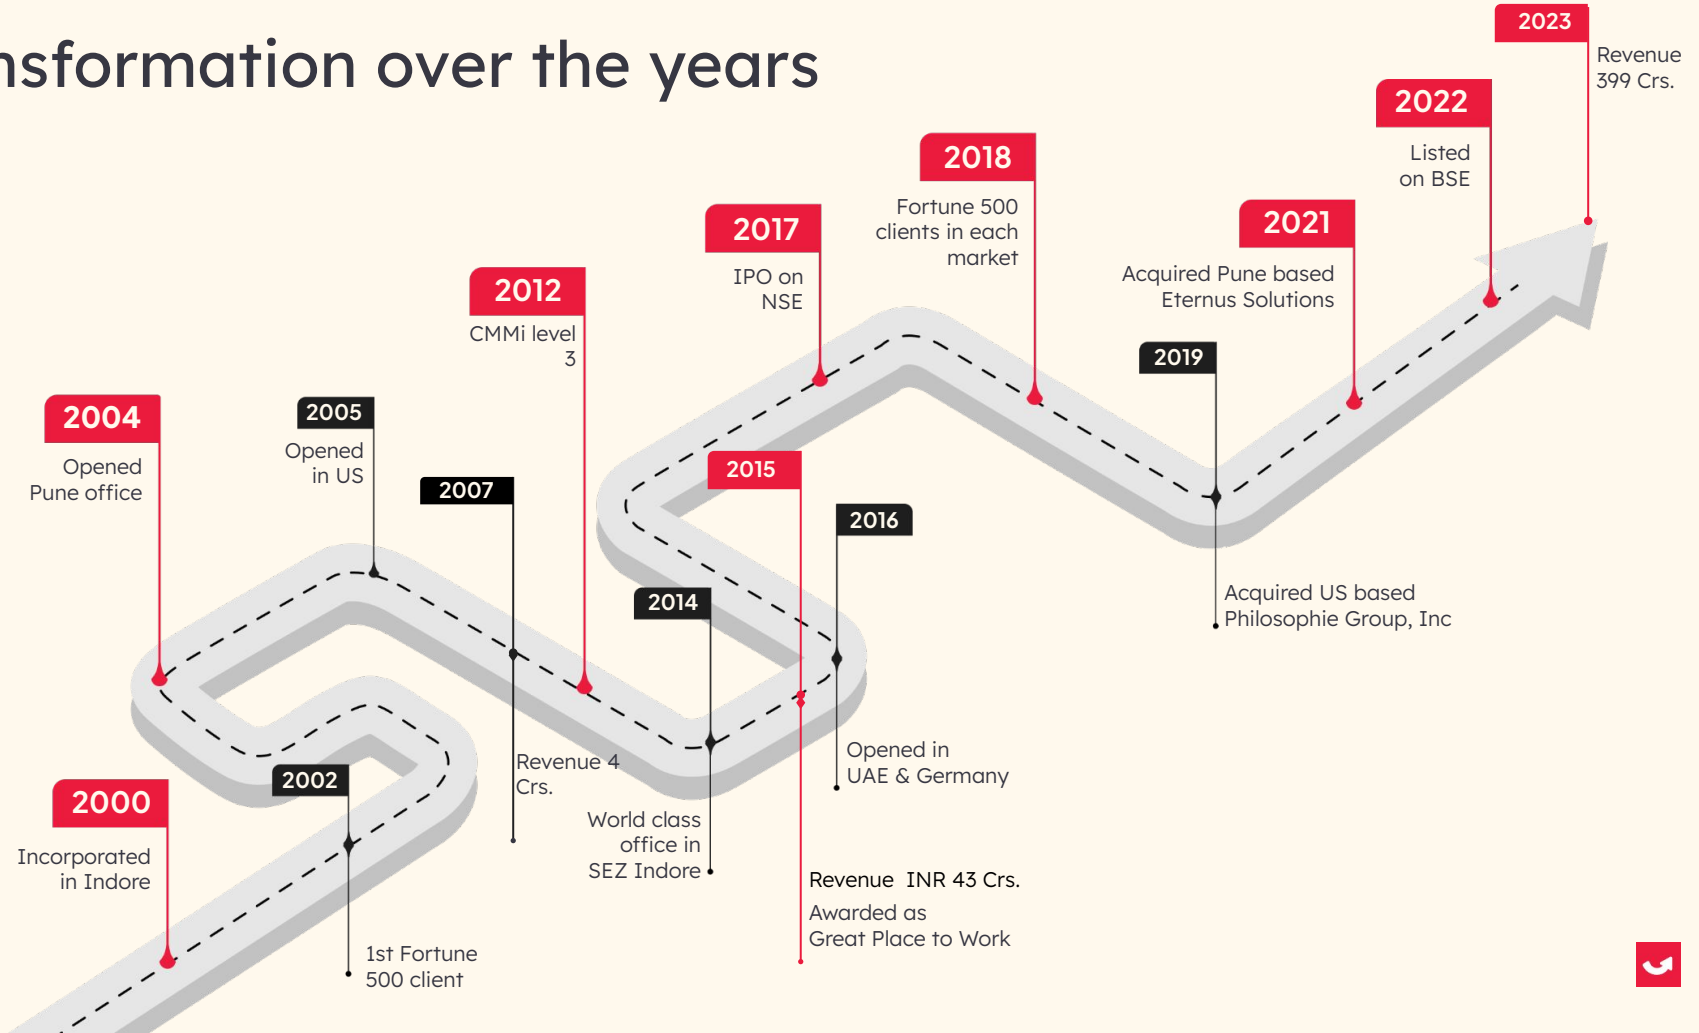 nsformation over the years
2000
Incorporated
in Indore
2002
1st Fortune
500 client
2004
Opened
Pune office
2005
Opened
in US
2007
Revenue 4
Crs.
2012
CMMi level
3
2014
World class
office in
SEZ Indore
2015
Revenue INR 43 Crs.
Awarded as
Great Place to Work
2016
Opened in
UAE & Germany
2017
IPO on
NSE
2018
Fortune 500
clients in each
market
2019
Acquired US based
Philosophie Group, Inc
2021
Acquired Pune based
Eternus Solutions
2022
Listed
on BSE
2023
Revenue
399 Crs.